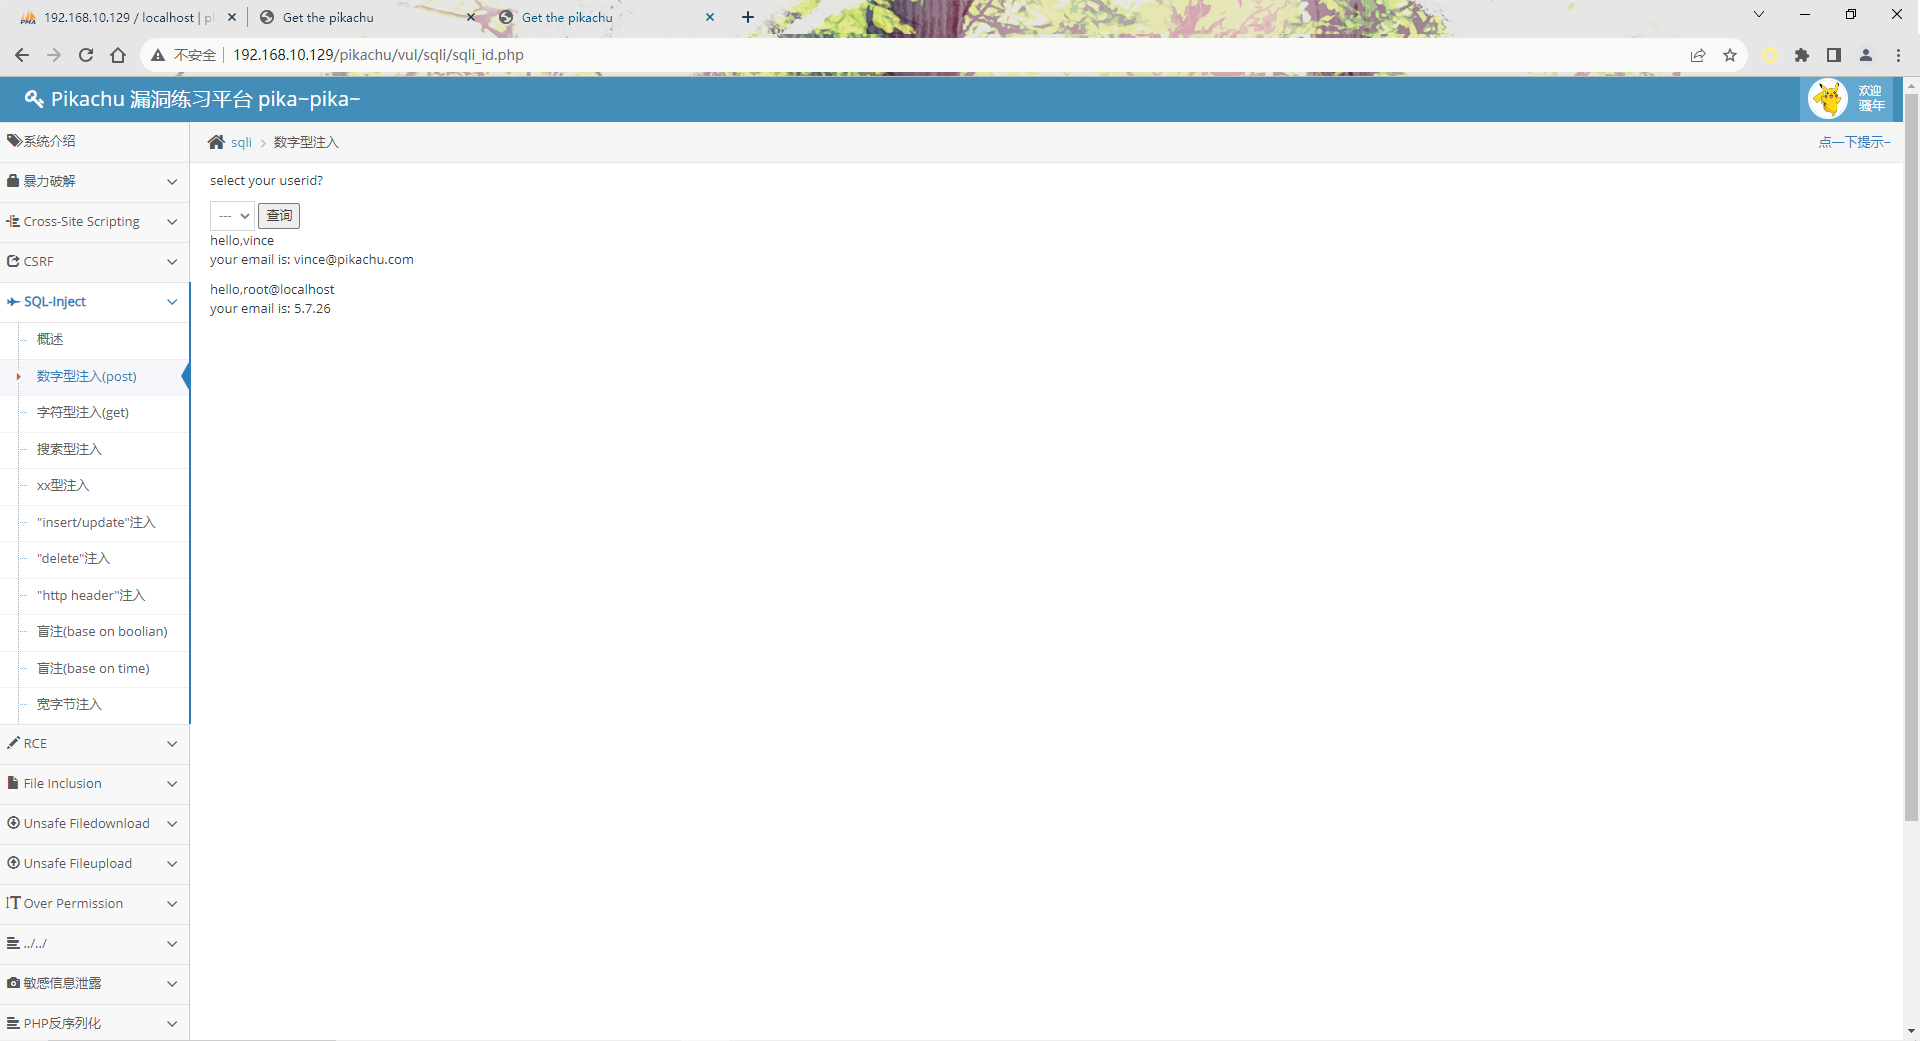 192.168.10.129 / localhost | pl
Get the pikachu
Get the pikachu
不安全
192.168.10.129/pikachu/vul/sqli/sqli_id.php
Pikachu 漏洞练习平台 pika~pika~
欢迎
骚年
系统介绍
暴力破解
Cross-Site Scripting
CSRF
SQL-Inject
概述
数字型注入(post)
字符型注入(get)
搜索型注入
xx型注入
"insert/update"注入
"delete"注入
"http header"注入
盲注(base on boolian)
盲注(base on time)
宽字节注入
RCE
File Inclusion
Unsafe Filedownload
Unsafe Fileupload
Over Permission
../../
敏感信息泄露
PHP反序列化
sqli
数字型注入
点一下提示~
select your userid?
---
查询
hello,vince
your email is: vince@pikachu.com
hello,root@localhost
your email is: 5.7.26